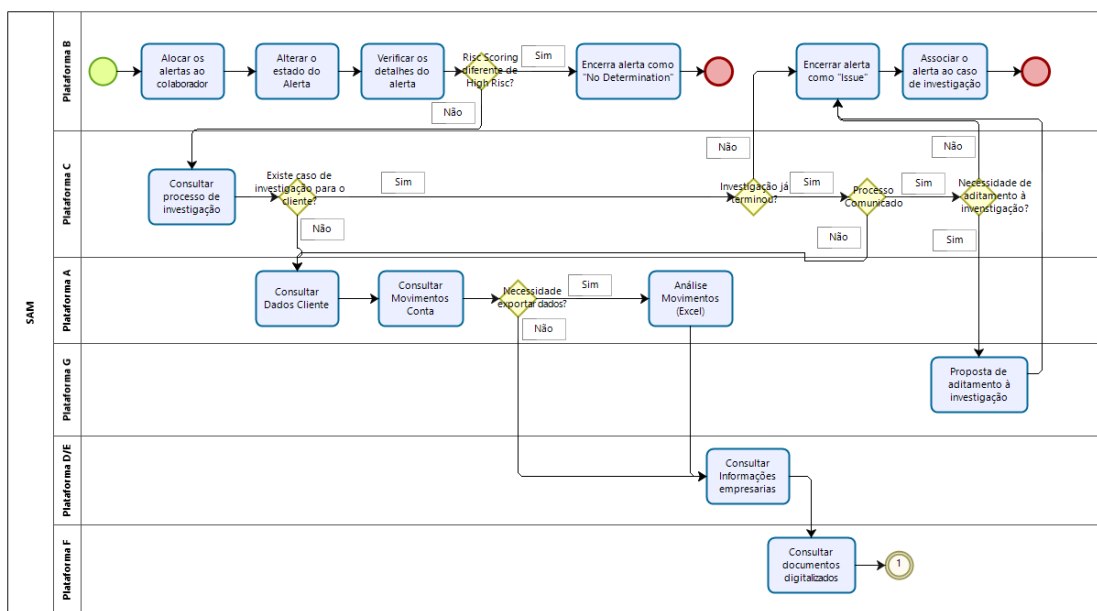 SAM
Plataforma B
Alocar os
alertas ao
colaborador
Alterar o
estado do
Alerta
Verificar os
detalhes do
alerta
Risc Scoring
diferente de
High Risc?
Sim
Não
Encerra alerta como
"No Determination"
Encerrar alerta
como "Issue"
Associar o
alerta ao caso
de investigação
Plataforma C
Consultar
processo de
investigação
Existe caso de
investigação para o
cliente?
Sim
Não
Investigação já
terminou?
Não
Sim
Processo
Comunicado
Sim
Não
Necessidade de
aditamento à
invenstigação?
Não
Sim
Plataforma A
Consultar
Dados Cliente
Consultar
Movimentos
Conta
Necessidade
exportar dados?
Sim
Não
Análise
Movimentos
(Excel)
Plataforma G
Proposta de
aditamento à
investigação
Plataforma D/E
Consultar
Informações
empresarias
Plataforma F
Consultar
documentos
digitalizados
1